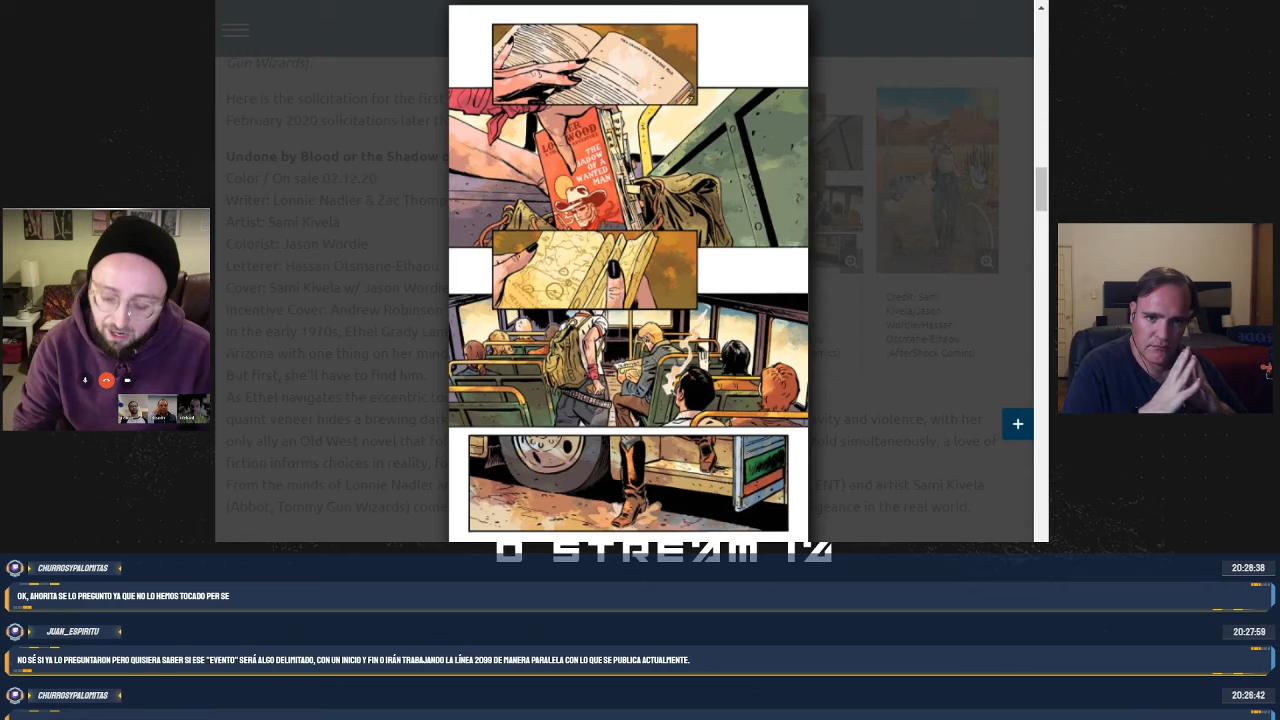 Gun Wizards).
Here is the solicitation for the first
February 2020 solicitations later th
Undone by Blood or the Shadow o
Color / On sale 02.12.20
Writer: Lonnie Nadler & Zac Thomp
Artist: Sami Kivela
Colorist: Jason Wordie
Letterer: Hassan Otsmane-Elhaou
Cover: Sami Kivela w/ Jason Wordie
Incentive Cover: Andrew Robinson
In the early 1970s, Ethel Grady Lan
Arizona with one thing on her mind
But first, she'll have to find him.
As Ethel navigates the eccentric to
quaint veneer hides a brewing dark
vity and violence, with her
only ally an Old West novel that fol
hold simultaneously, a love of
fiction informs choices in reality, fo
From the minds of Lonnie Nadler ar
ENT) and artist Sami Kivela
(Abbot, Tommy Gun Wizards) come
geance in the real world.
THE
SHADOW
OF A
WANTED
MAN
Credit: Sami
Kivela/Jason
Wordie/Hasser
Otsmane-Elhaou
(AfterShock Comics)
+
O STREAM 12
CHURROSYPALOMITAS
20:28:38
OK, AHORITA SE LO PREGUNTO YA QUE NO LO HEMOS TOCADO PER SE
JUAN_ESPIRITU
20:27:59
NO SÉ SI YA LO PREGUNTARON PERO QUISIERA SABER SI ESE "EVENTO" SERÁ ALGO DELIMITADO, CON UN INICIO Y FIN O IRÁN TRABAJANDO LA LÍNEA 2099 DE MANERA PARALELA CON LO QUE SE PUBLICA ACTUALMENTE.
CHURROSYPALOMITAS
20:26:42